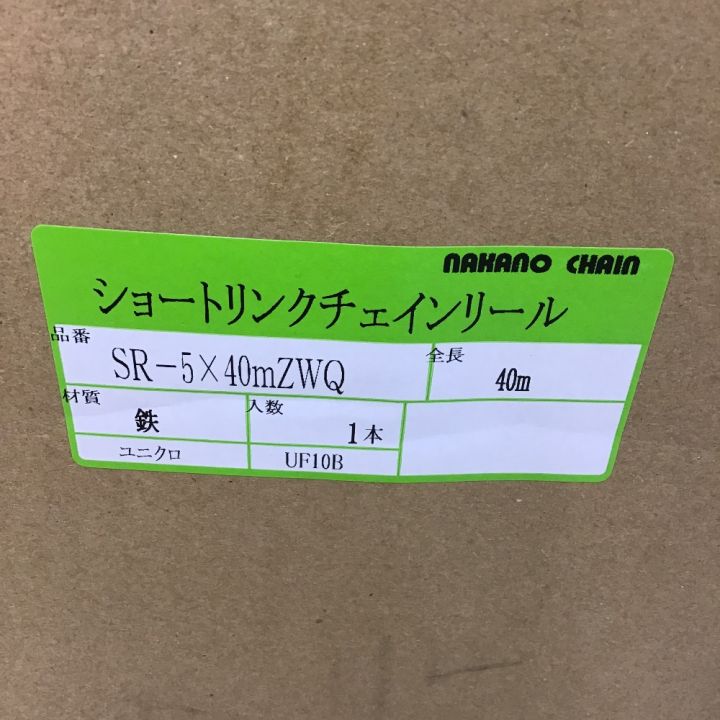 NAKANO CHAIN
ショートリンクチェインリール
品番
SR-5×40mZWQ
全長
40m
材質
鉄
入数
1本
ユニクロ
UF10B